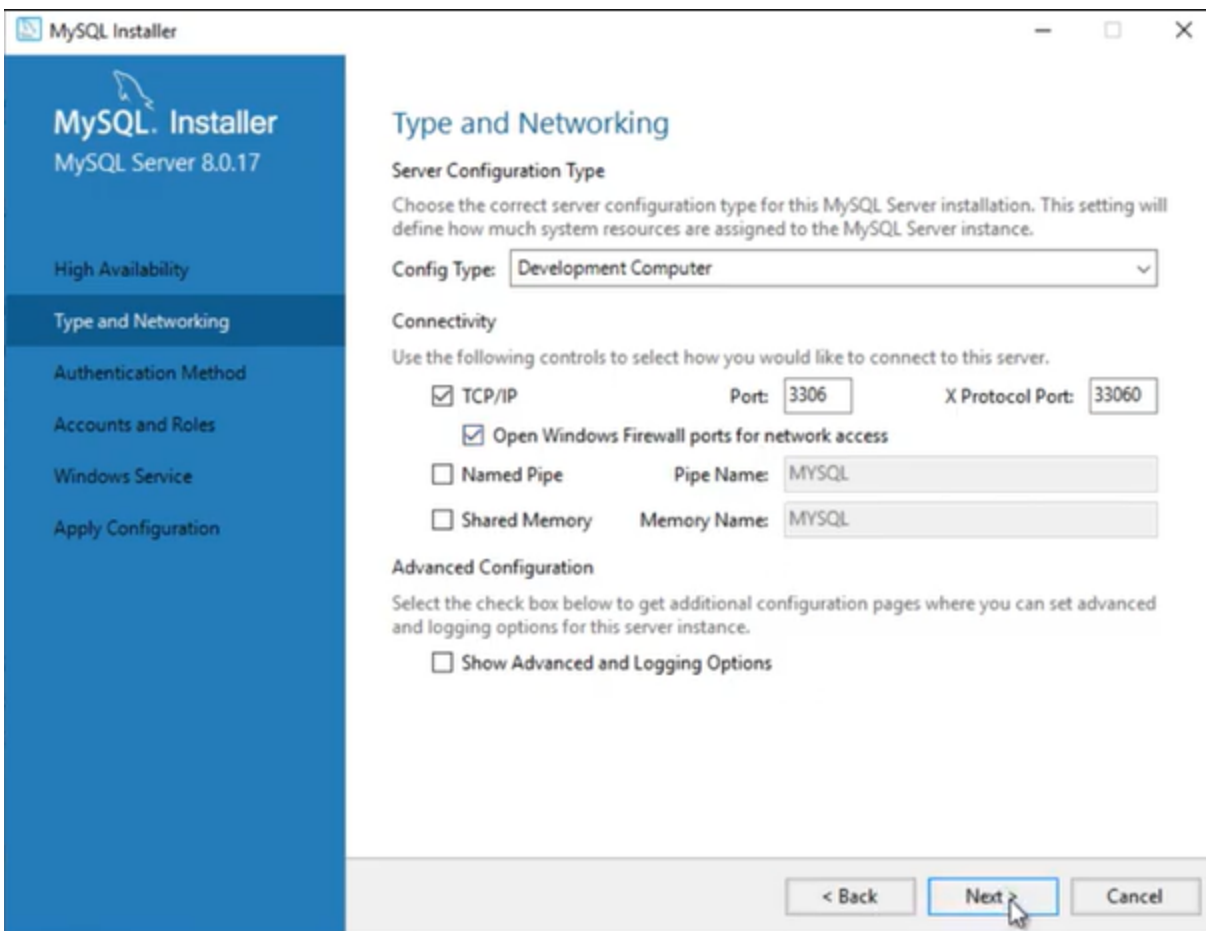 MySQL Installer
MySQL. Installer
MySQL Server 8.0.17
High Availability
Type and Networking
Authentication Method
Accounts and Roles
Windows Service
Apply Configuration
Type and Networking
Server Configuration Type
Choose the correct server configuration type for this MySQL Server installation. This setting will
define how much system resources are assigned to the MySQL Server instance.
Config Type: Development Computer
Connectivity
Use the following controls to select how you would like to connect to this server.
TCP/IP Port: 3306 X Protocol Port: 33060
Open Windows Firewall ports for network access
Named Pipe Pipe Name: MYSQL
Shared Memory Memory Name: MYSQL
Advanced Configuration
Select the check box below to get additional configuration pages where you can set advanced
and logging options for this server instance.
Show Advanced and Logging Options
< Back Next > Cancel